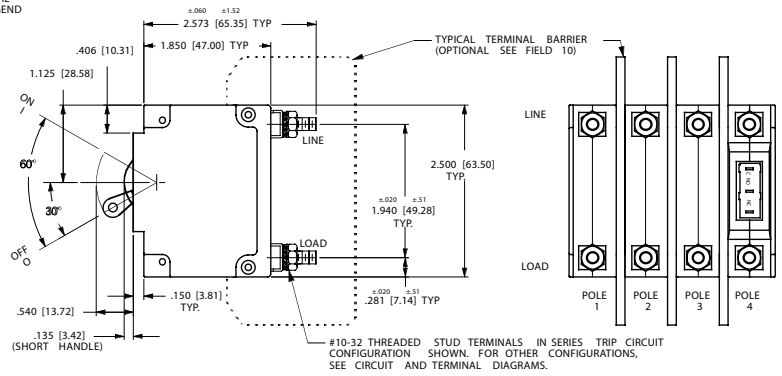 GEND
±.060 ±1.52
2.573 [65.35] TYP
1.850 [47.00] TYP
.406 [10.31]
1.125 [28.58]
TYPICAL TERMINAL BARRIER
(OPTIONAL SEE FIELD 10)
ON
I
60°
30°
OFF
O
LINE
LOAD
2.500 [63.50]
TYP.
±.020 ±.51
1.940 [49.28]
TYP.
±.020 ±.51
.281 [7.14] TYP
.150 [3.81]
TYP.
.540 [13.72]
.135 [3.42]
(SHORT HANDLE)
#10-32 THREADED STUD TERMINALS IN SERIES TRIP CIRCUIT
CONFIGURATION SHOWN. FOR OTHER CONFIGURATIONS,
SEE CIRCUIT AND TERMINAL DIAGRAMS.
LINE
LOAD
C NO NC
POLE
1
POLE
2
POLE
3
POLE
4